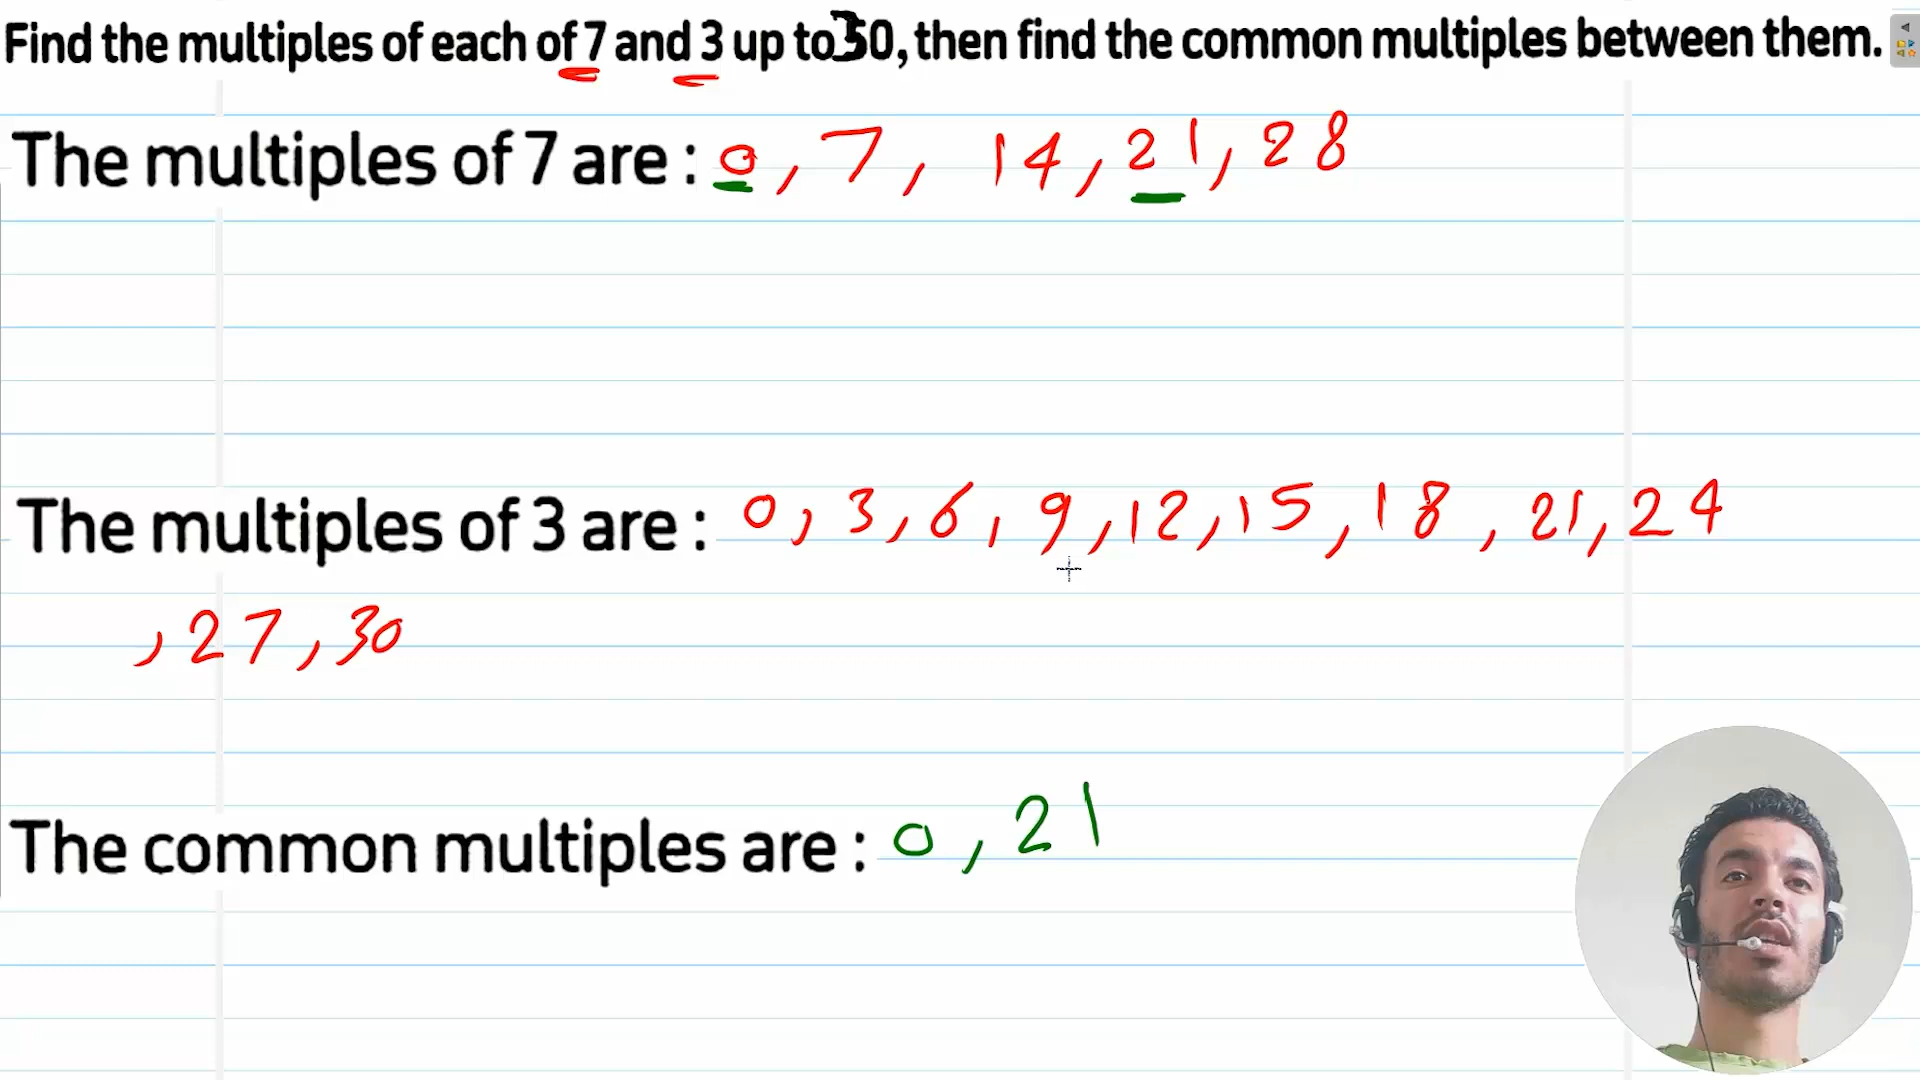 Find the multiples of each of 7 and 3 up to 30, then find the common multiples between them.
The multiples of 7 are : 0, 7, 14, 21, 28
The multiples of 3 are : 0, 3, 6, 9, 12, 15, 18, 21, 24
, 27, 30
The common multiples are : 0, 21